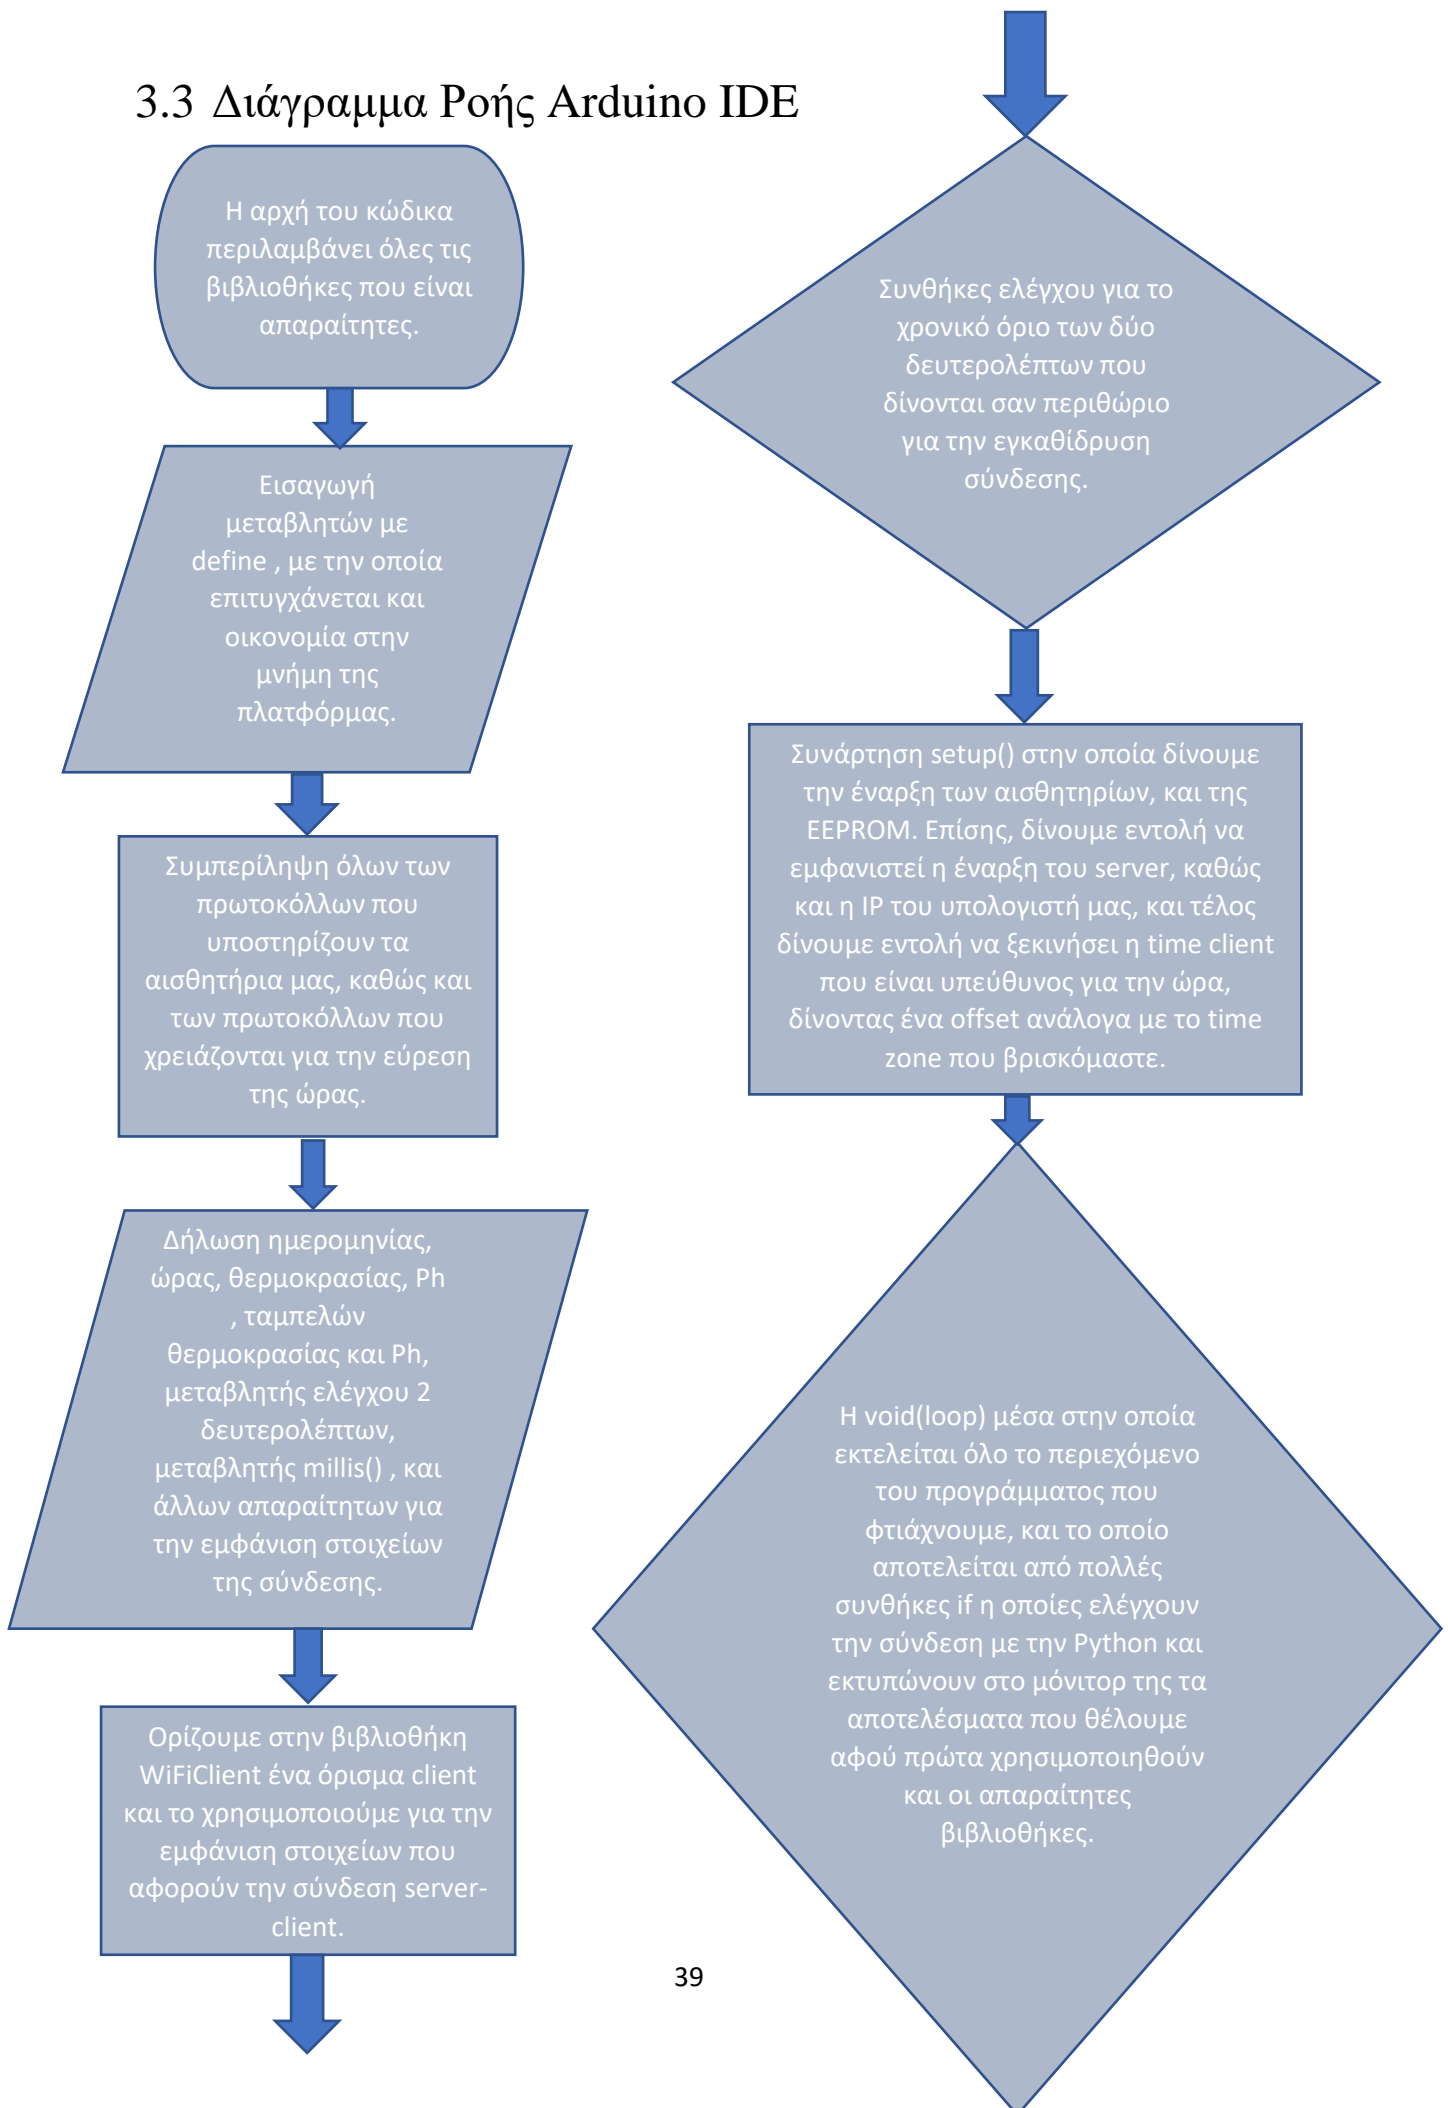 3.3 Διάγραμμα Ροής Arduino IDE
Η αρχή του κώδικα
περιλαμβάνει όλες τις
βιβλιοθήκες που είναι
απαραίτητες.
Εισαγωγή
μεταβλητών με
define , με την οποία
επιτυγχάνεται και
οικονομία στην
μνήμη της
πλατφόρμας.
Συμπερίληψη όλων των
πρωτοκόλλων που
υποστηρίζουν τα
αισθητήρια μας, καθώς και
των πρωτοκόλλων που
χρειάζονται για την εύρεση
της ώρας.
Δήλωση ημερομηνίας,
ώρας, θερμοκρασίας, Ph
, ταμπελών
θερμοκρασίας και Ph,
μεταβλητής ελέγχου 2
δευτερολέπτων,
μεταβλητής millis() , και
άλλων απαραίτητων για
την εμφάνιση στοιχείων
της σύνδεσης.
Ορίζουμε στην βιβλιοθήκη
WiFiClient ένα όρισμα client
και το χρησιμοποιούμε για την
εμφάνιση στοιχείων που
αφορούν την σύνδεση server-
client.
Συνθήκες ελέγχου για το
χρονικό όριο των δύο
δευτερολέπτων που
δίνονται σαν περιθώριο
για την εγκαθίδρυση
σύνδεσης.
Συνάρτηση setup() στην οποία δίνουμε
την έναρξη των αισθητηρίων, και της
EEPROM. Επίσης, δίνουμε εντολή να
εμφανιστεί η έναρξη του server, καθώς
και η IP του υπολογιστή μας, και τέλος
δίνουμε εντολή να ξεκινήσει η time client
που είναι υπεύθυνος για την ώρα,
δίνοντας ένα offset ανάλογα με το time
zone που βρισκόμαστε.
Η void(loop) μέσα στην οποία
εκτελείται όλο το περιεχόμενο
του προγράμματος που
φτιάχνουμε, και το οποίο
αποτελείται από πολλές
συνθήκες if η οποίες ελέγχουν
την σύνδεση με την Python και
εκτυπώνουν στο μόνιτορ της τα
αποτελέσματα που θέλουμε
αφού πρώτα χρησιμοποιηθούν
και οι απαραίτητες
βιβλιοθήκες.
39